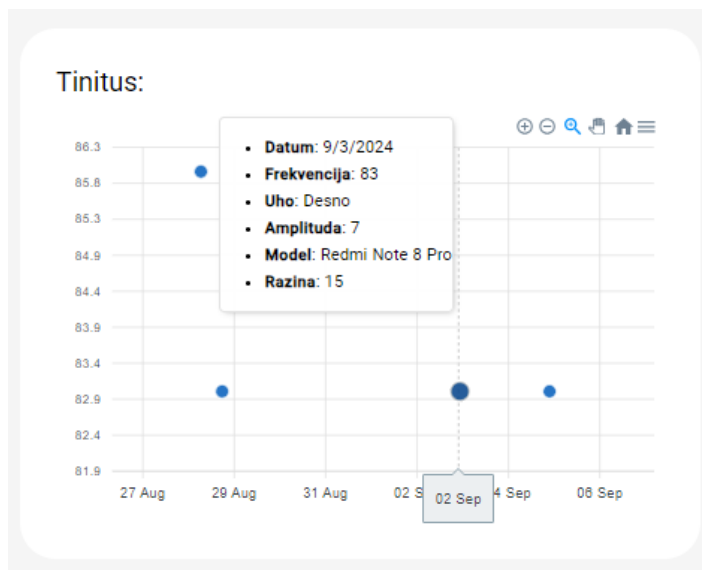 Tinitus:
Datum: 9/3/2024
Frekvencija: 83
Uho: Desno
Amplituda: 7
Model: Redmi Note 8 Pro
Razina: 15
86.3
85.8
85.3
84.9
84.4
83.9
83.4
82.9
82.4
81.9
27 Aug 29 Aug 31 Aug 02 S 4 Sep 06 Sep
02 Sep